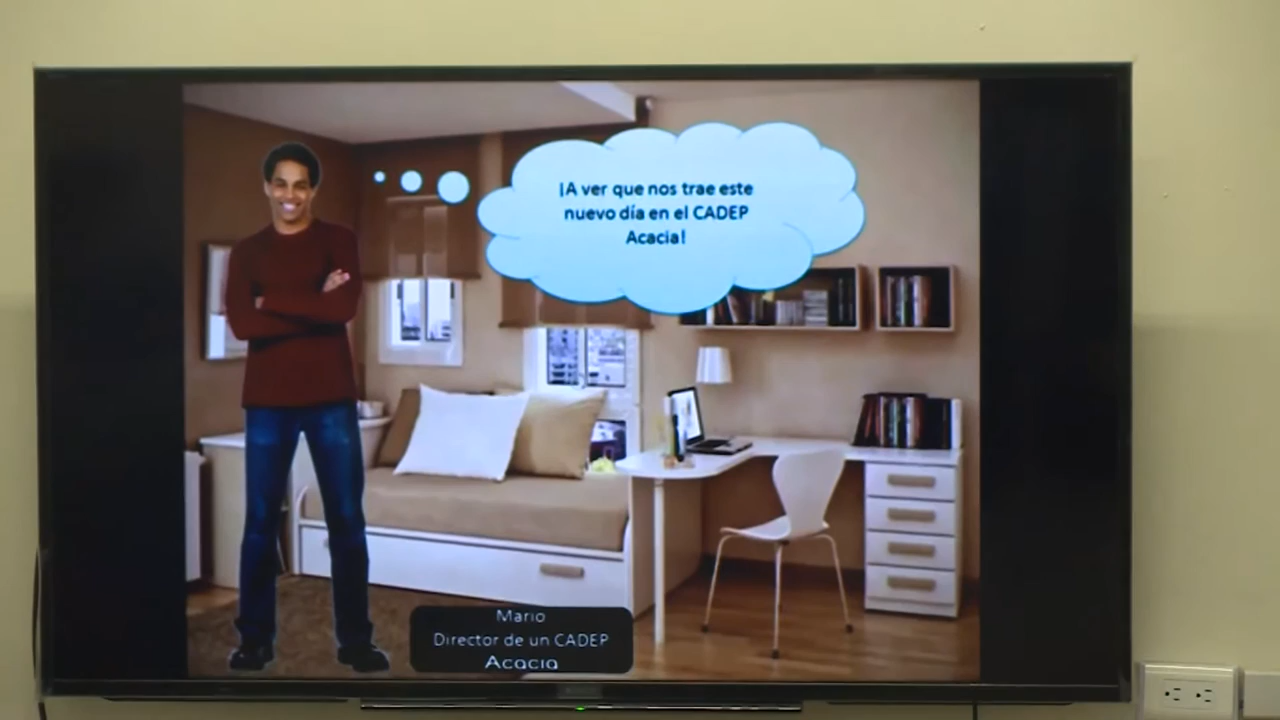 ¡A ver que nos trae este
nuevo día en el CADEP
Acacia!
Mario
Director de un CADEP
Acacia